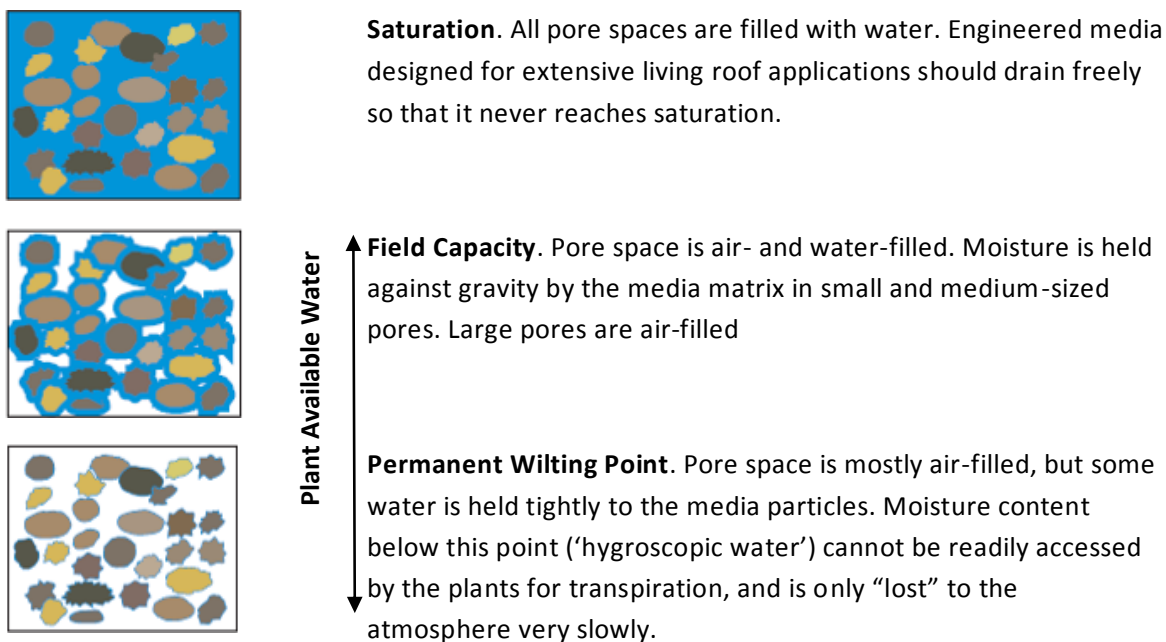 Saturation. All pore spaces are filled with water. Engineered media
designed for extensive living roof applications should drain freely
so that it never reaches saturation.
Plant Available Water
Field Capacity. Pore space is air- and water-filled. Moisture is held
against gravity by the media matrix in small and medium-sized
pores. Large pores are air-filled
Permanent Wilting Point. Pore space is mostly air-filled, but some
water is held tightly to the media particles. Moisture content
below this point (‘hygroscopic water’) cannot be readily accessed
by the plants for transpiration, and is only “lost” to the
atmosphere very slowly.